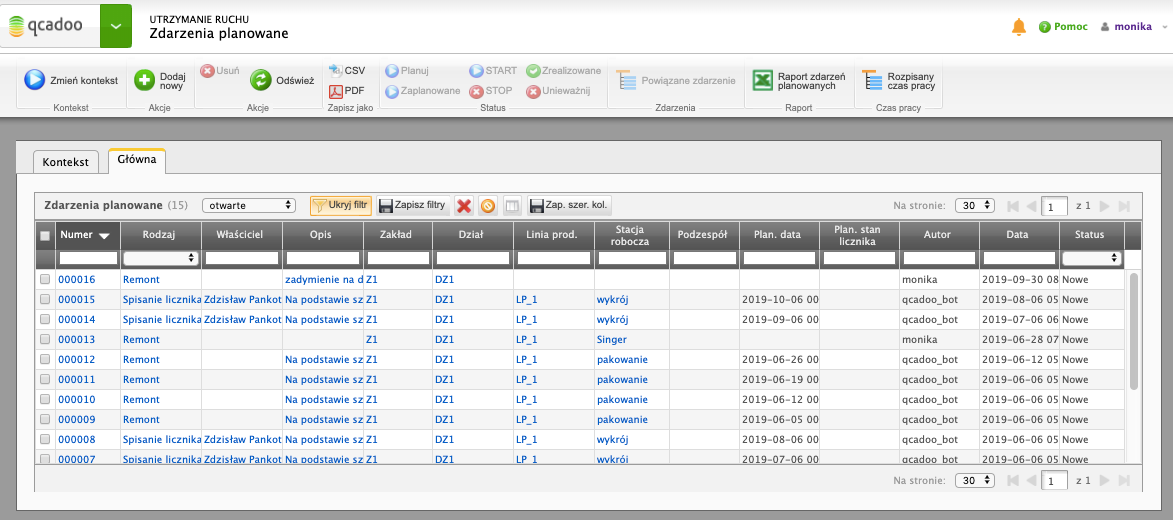 qcadoo
UTRZYMANIE RUCHU
Zdarzenia planowane
Pomoc
monika
Zmień kontekst
Kontekst
Dodaj nowy
Akcje
Usuń
Odśwież
Akcje
CSV
PDF
Zapisz jako
Planuj
START
Zrealizowane
Zaplanowane
STOP
Unieważnij
Status
Powiązane zdarzenie
Zdarzenia
Raport zdarzeń planowanych
Raport
Rozpisany czas pracy
Czas pracy
Kontekst
Główna
Zdarzenia planowane (15) otwarte Ukryj filtr Zapisz filtry Zap. szer. kol. Na stronie: 30 1 z 1
Numer Rodzaj Właściciel Opis Zakład Dział Linia prod. Stacja robocza Podzespół Plan. data Plan. stan licznika Autor Data Status
000016 Remont zadymienie na d Z1 DZ1 monika 2019-09-30 08 Nowe
000015 Spisanie licznika Zdzisław Pankot Na podstawie sz Z1 DZ1 LP_1 wykrój 2019-10-06 00 qcadoo_bot 2019-08-06 05 Nowe
000014 Spisanie licznika Zdzisław Pankot Na podstawie sz Z1 DZ1 LP_1 wykrój 2019-09-06 00 qcadoo_bot 2019-07-06 06 Nowe
000013 Remont Z1 DZ1 LP_1 Singer monika 2019-06-28 07 Nowe
000012 Remont Na podstawie sz Z1 DZ1 LP_1 pakowanie 2019-06-26 00 qcadoo_bot 2019-06-12 05 Nowe
000011 Remont Na podstawie sz Z1 DZ1 LP_1 pakowanie 2019-06-19 00 qcadoo_bot 2019-06-06 05 Nowe
000010 Remont Na podstawie sz Z1 DZ1 LP_1 pakowanie 2019-06-12 00 qcadoo_bot 2019-06-06 05 Nowe
000009 Remont Na podstawie sz Z1 DZ1 LP_1 pakowanie 2019-06-05 00 qcadoo_bot 2019-06-06 05 Nowe
000008 Spisanie licznika Zdzisław Pankot Na podstawie sz Z1 DZ1 LP_1 wykrój 2019-08-06 00 qcadoo_bot 2019-06-06 05 Nowe
000007 Spisanie licznika Zdzisław Pankot Na podstawie sz Z1 DZ1 LP_1 wykrój 2019-07-06 00 qcadoo_bot 2019-06-06 05 Nowe
Na stronie: 30 1 z 1